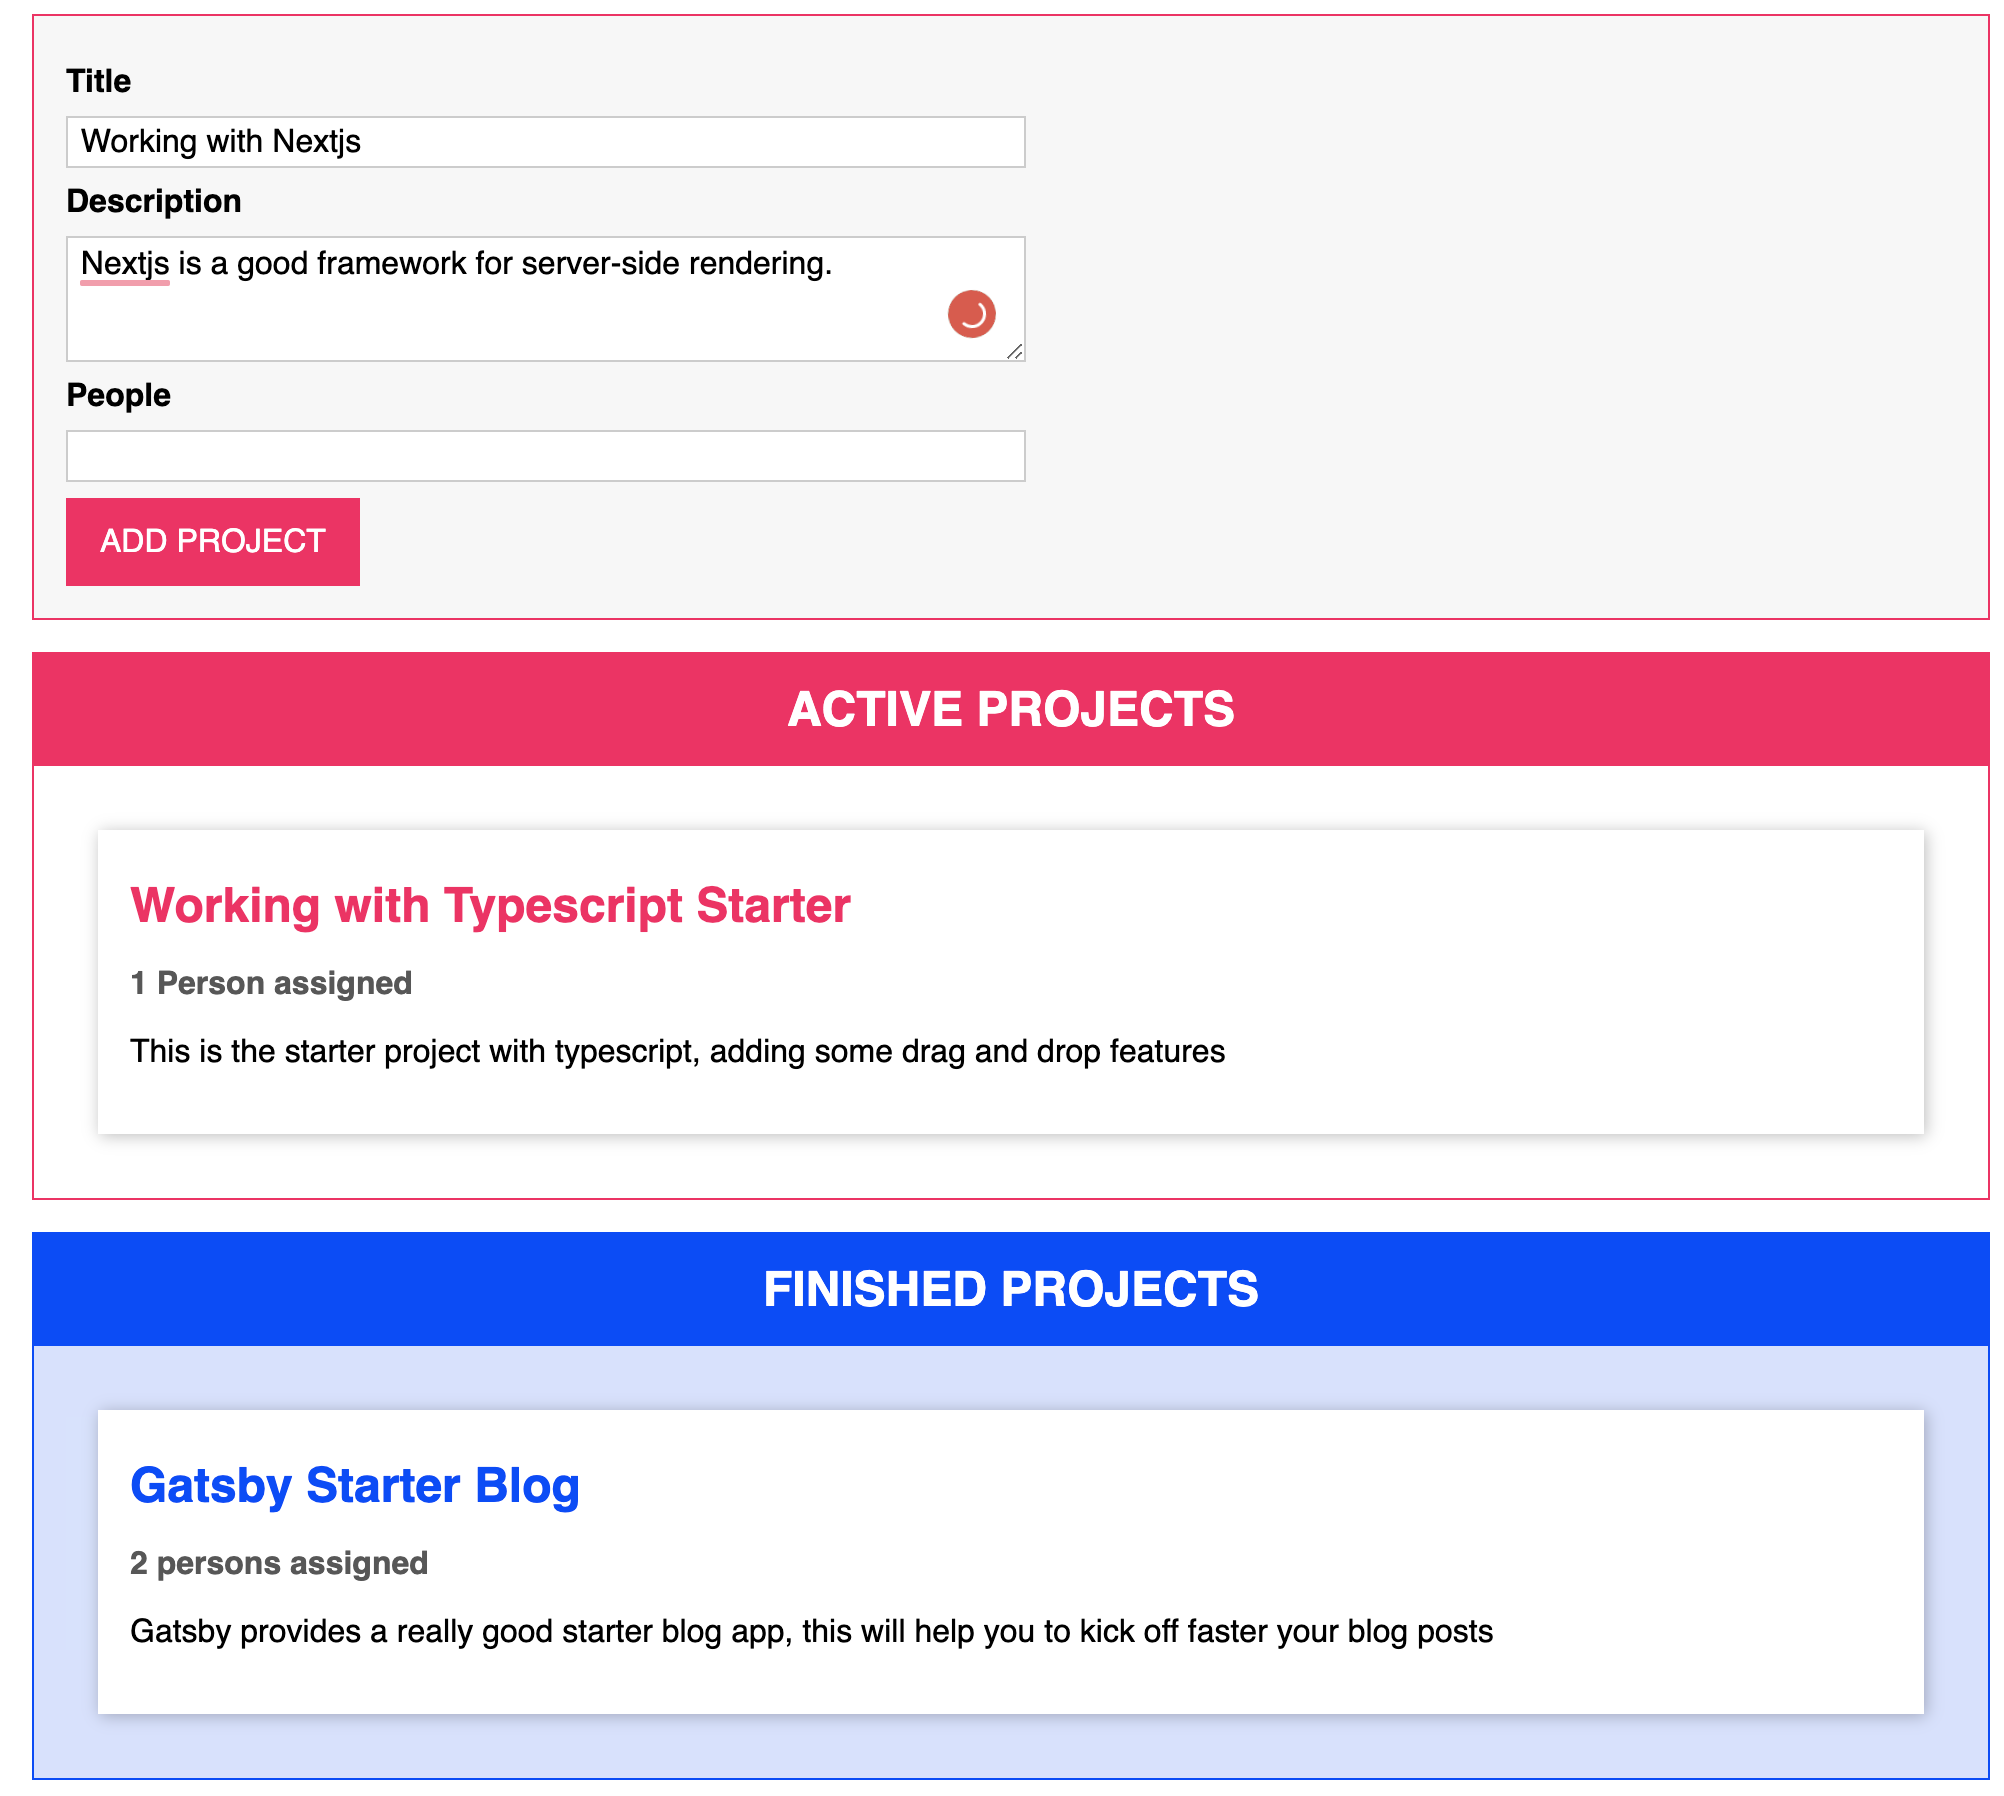 Title
Working with Nextjs
Description
Nextjs is a good framework for server-side rendering.
People
ADD PROJECT
ACTIVE PROJECTS
Working with Typescript Starter
1 Person assigned
This is the starter project with typescript, adding some drag and drop features
FINISHED PROJECTS
Gatsby Starter Blog
2 persons assigned
Gatsby provides a really good starter blog app, this will help you to kick off faster your blog posts